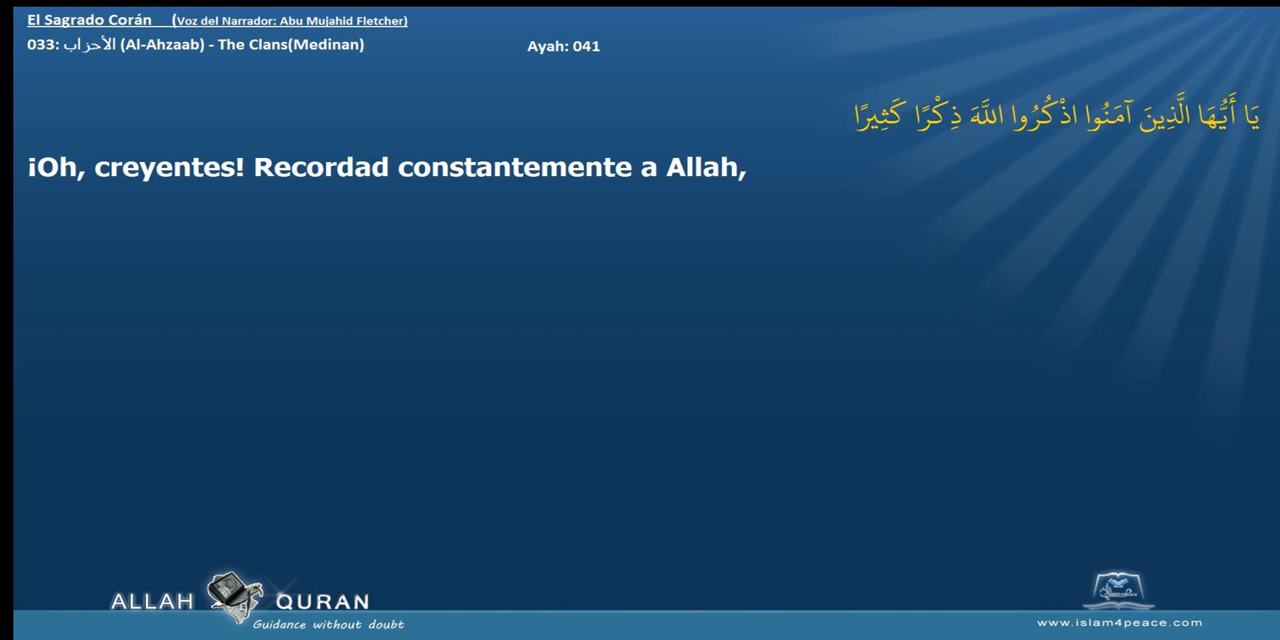 El Sagrado Corán (Voz del Narrador: Abu Mujahid Fletcher)
033: الأحزاب (Al-Ahzaab) - The Clans(Medinan) Ayah: 041
يَا أَيُّهَا الَّذِينَ آمَنُوا اذْكُرُوا اللَّهَ ذِكْرًا كَثِيرًا
¡Oh, creyentes! Recordad constantemente a Allah,
ALLAH QURAN
Guidance without doubt
www.islam4peace.com